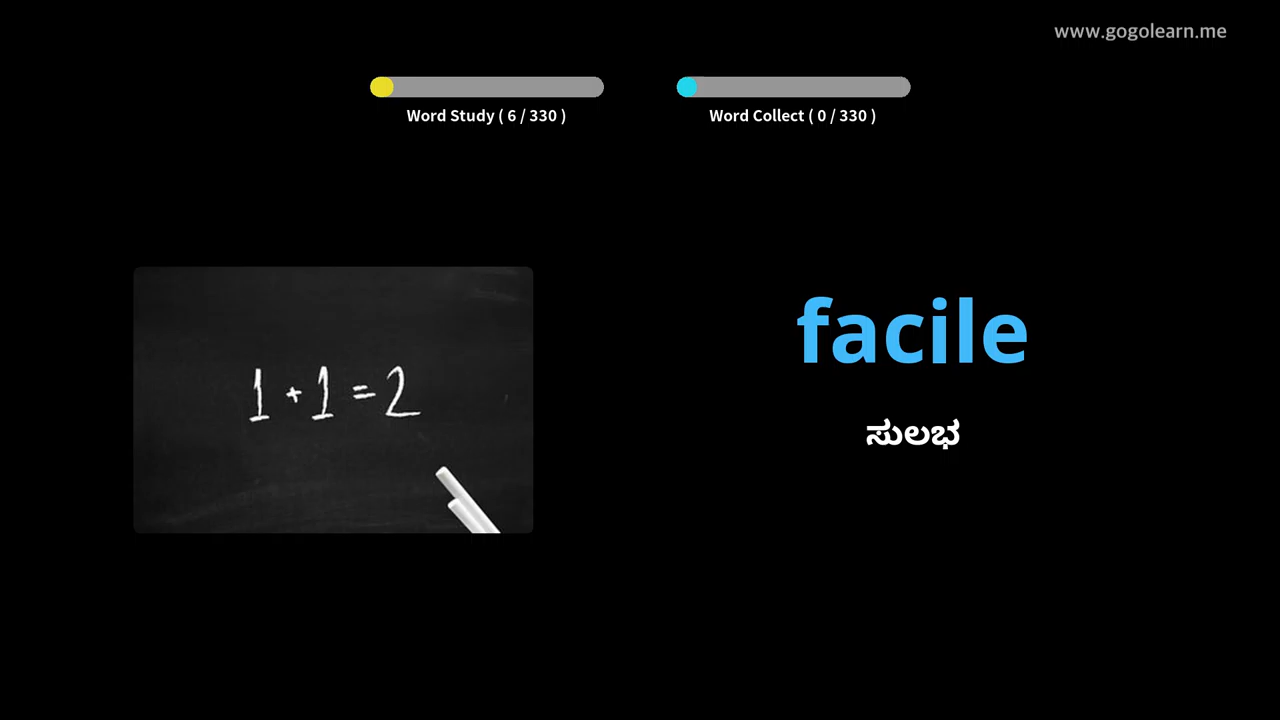 www.gogolearn.me
Word Study ( 6 / 330 )
Word Collect ( 0 / 330 )
1 + 1 = 2
facile
ಸುಲಭ